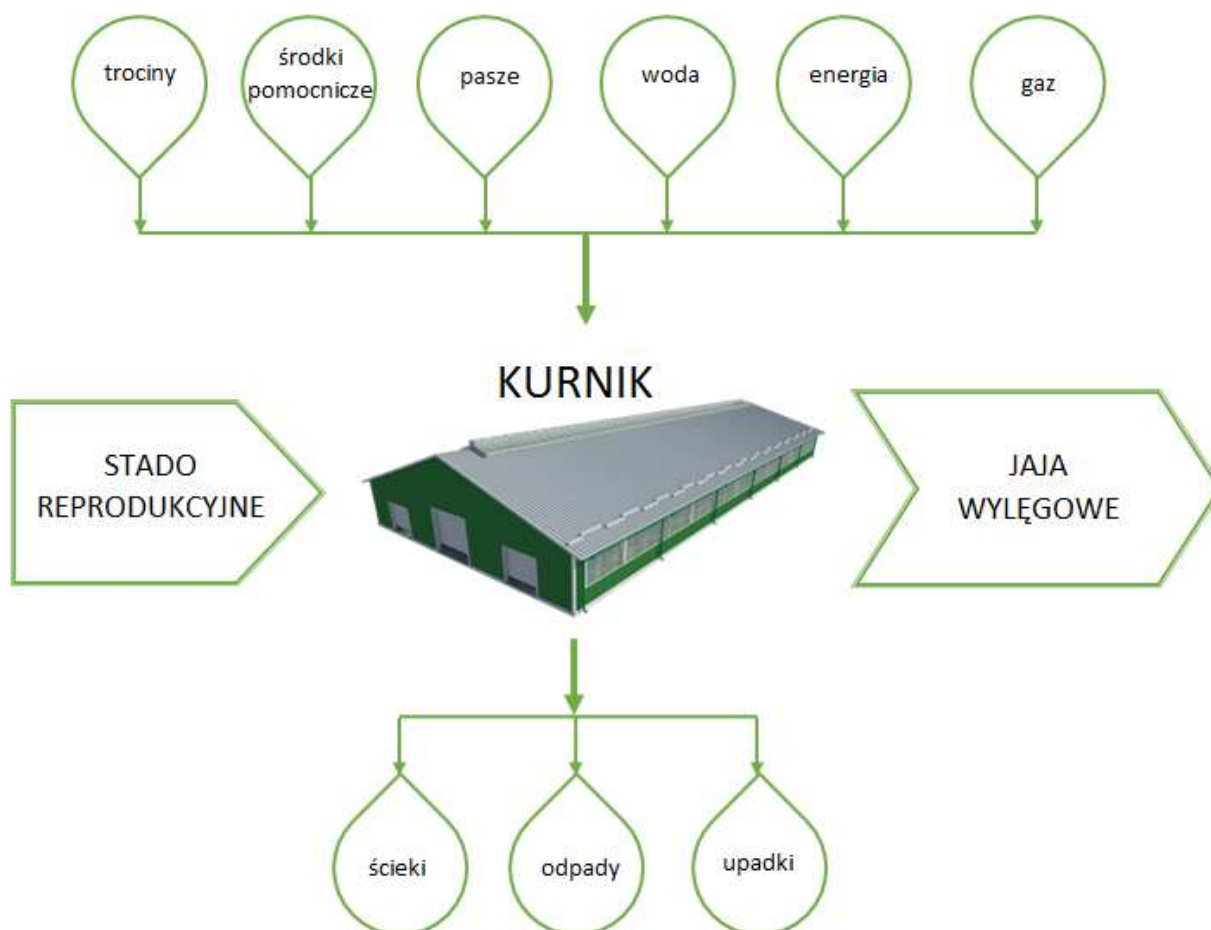 trociny
środki
pomocnicze
pasze
woda
energia
gaz
KURNIK
STADO
REPRODUKCYJNE
JAJA
WYLĘGOWE
ścieki
odpady
upadki